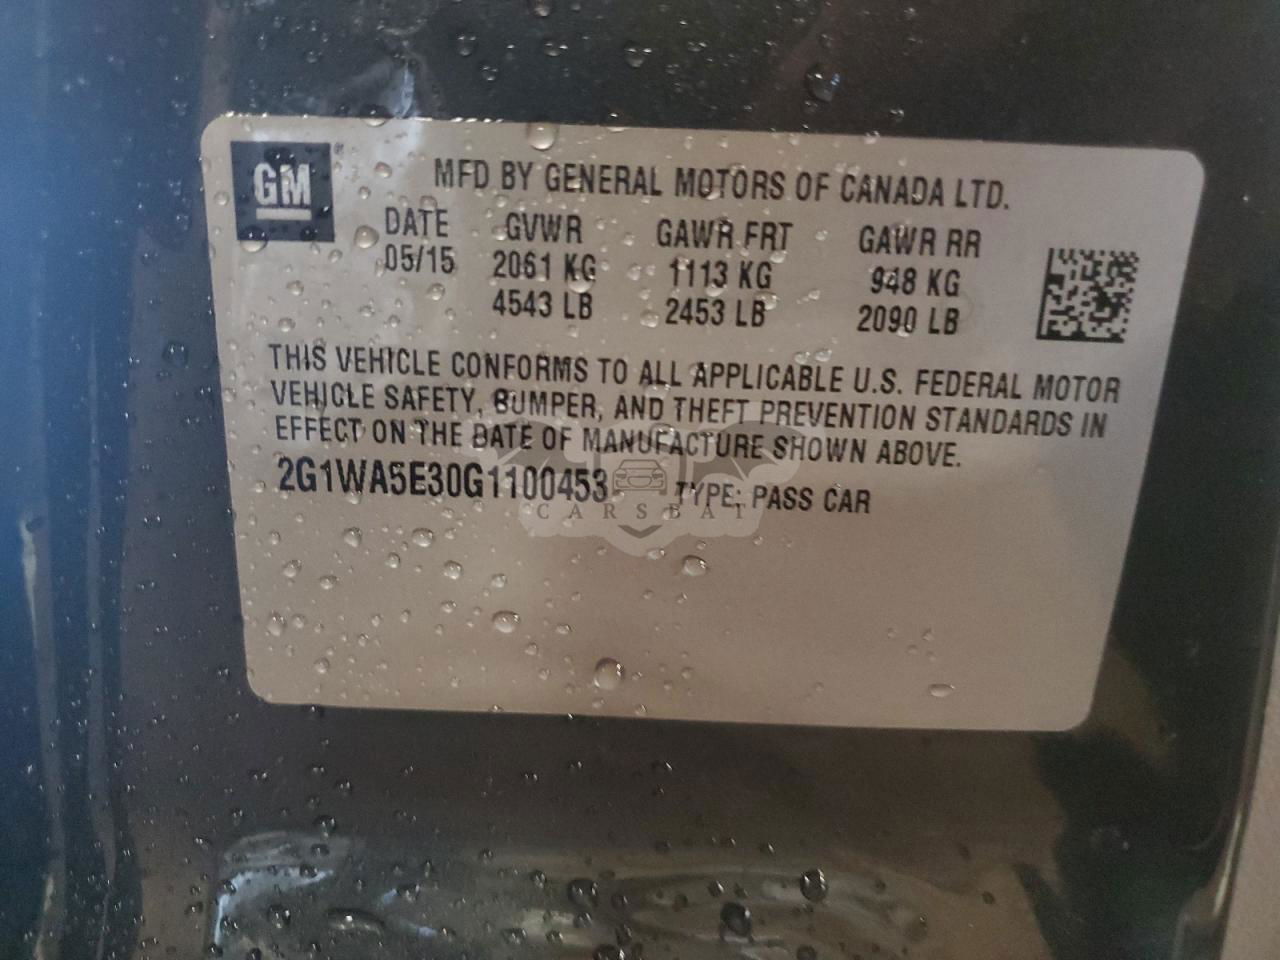 GM
MFD BY GENERAL MOTORS OF CANADA LTD.
DATE GVWR GAWR FRT GAWR RR
05/15 2061 KG 1113 KG 948 KG
4543 LB 2453 LB 2090 LB
THIS VEHICLE CONFORMS TO ALL APPLICABLE U.S. FEDERAL MOTOR
VEHICLE SAFETY, BUMPER, AND THEFT PREVENTION STANDARDS IN
EFFECT ON THE DATE OF MANUFACTURE SHOWN ABOVE.
2G1WA5E30G1100453 TYPE: PASS CAR
CARSBAT